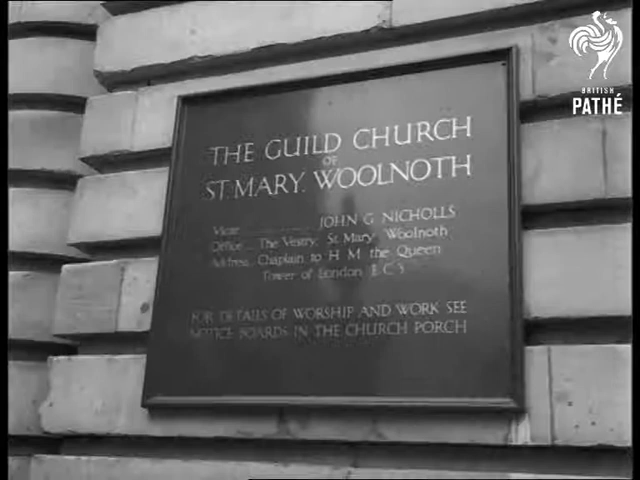 BRITISH
PATHÉ
THE GUILD CHURCH
OF
ST. MARY WOOLNOTH
Vicar JOHN G NICHOLLS
Office The Vestry, St. Mary Woolnoth
Address Chaplain to H M the Queen
Tower of London E C 3
FOR DETAILS OF WORSHIP AND WORK SEE
NOTICE BOARDS IN THE CHURCH PORCH